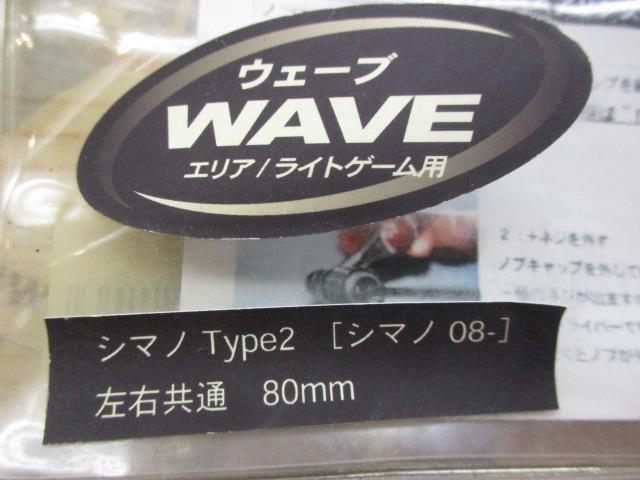 ウェーブ
WAVE
エリア/ライトゲーム用
2：+ネジを外す
ノブキャップを外して
シマノ Type2 [シマノ 08-]
左右共通 80mm